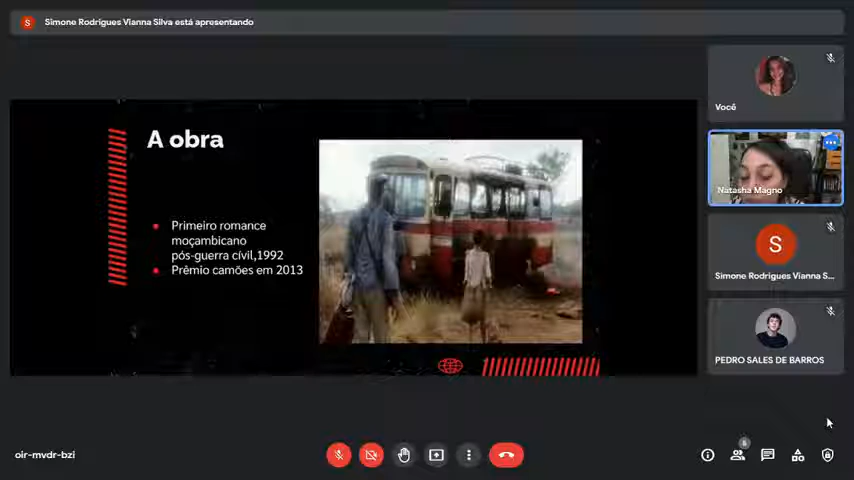 S
Simone Rodrigues Vianna Silva está apresentando
A obra
Primeiro romance
moçambicano
pós-guerra cívil,1992
Prêmio camões em 2013
Você
Natasha Magno
S
Simone Rodrigues Vianna S...
PEDRO SALES DE BARROS
oir-mvdr-bzi